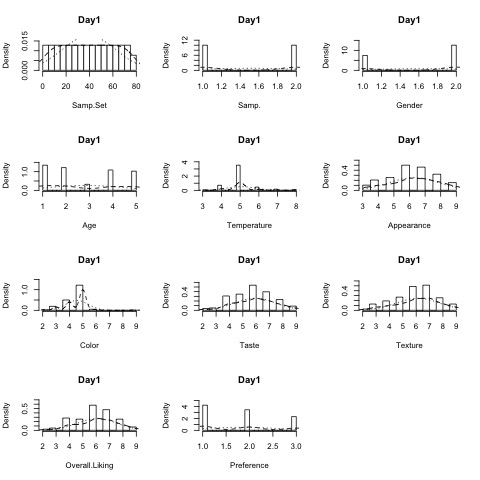 Day1
Density
0.000 0.015
0 20 40 60 80
Samp.Set
Day1
Density
0 4 8 12
1.0 1.2 1.4 1.6 1.8 2.0
Samp.
Day1
Density
0 5 10
1.0 1.2 1.4 1.6 1.8 2.0
Gender
Day1
Density
0.0 1.0
1 2 3 4 5
Age
Day1
Density
0 2 4
3 4 5 6 7 8
Temperature
Day1
Density
0.0 0.4
3 4 5 6 7 8 9
Appearance
Day1
Density
0.0 1.0
2 3 4 5 6 7 8 9
Color
Day1
Density
0.0 0.4
2 3 4 5 6 7 8 9
Taste
Day1
Density
0.0 0.4
2 3 4 5 6 7 8 9
Texture
Day1
Density
0.0 0.5
2 3 4 5 6 7 8 9
Overall.Liking
Day1
Density
0 2 4
1.0 1.5 2.0 2.5 3.0
Preference